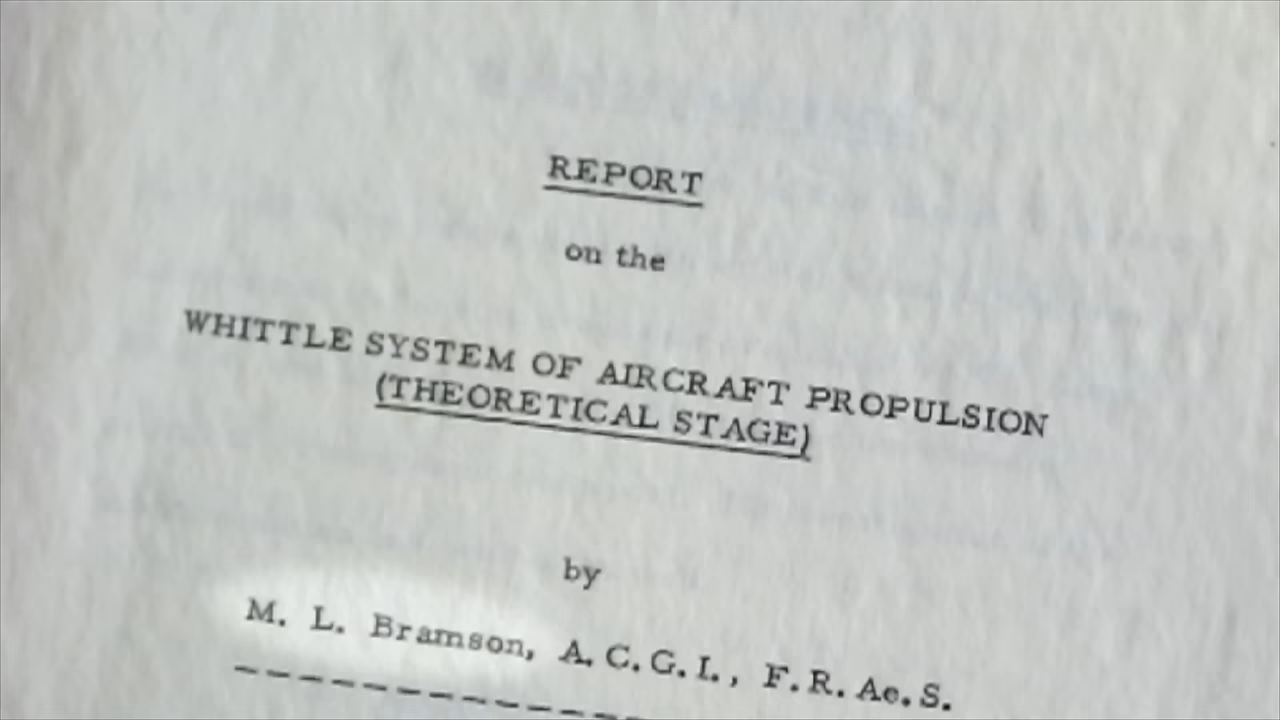 REPORT
on the
WHITTLE SYSTEM OF AIRCRAFT PROPULSION
(THEORETICAL STAGE)
by
M. L. Bramson, A.C.G.I., F.R.Ae.S.